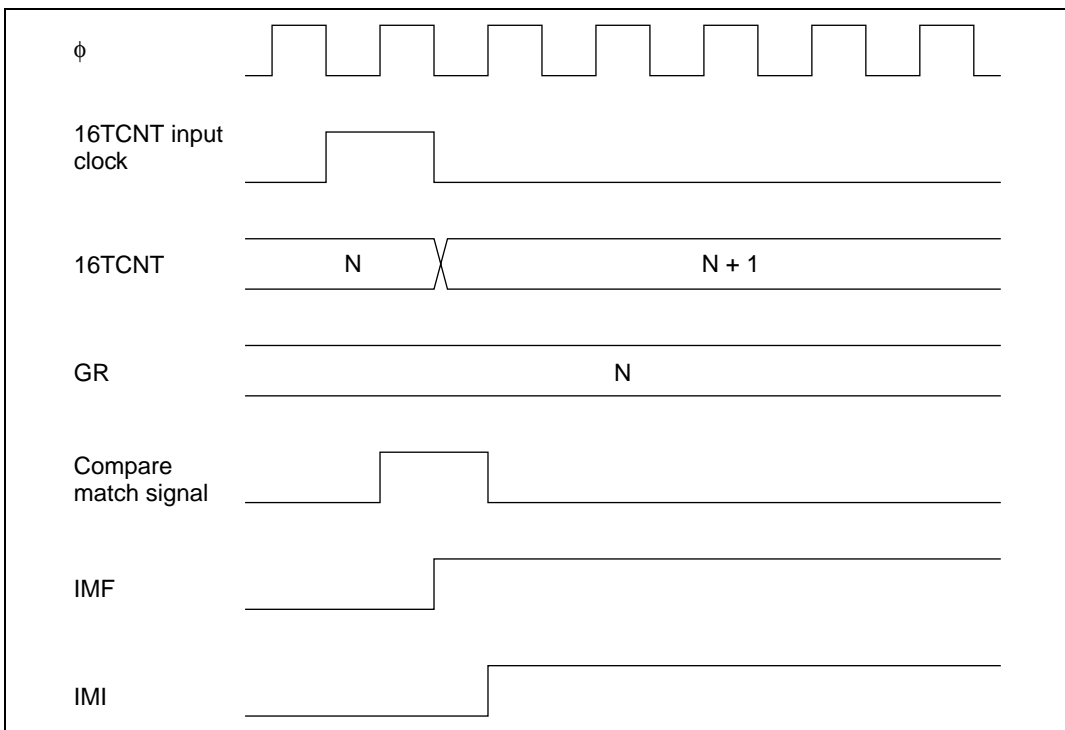 ϕ
16TCNT input
clock
16TCNT
N
N + 1
GR
N
Compare
match signal
IMF
IMI